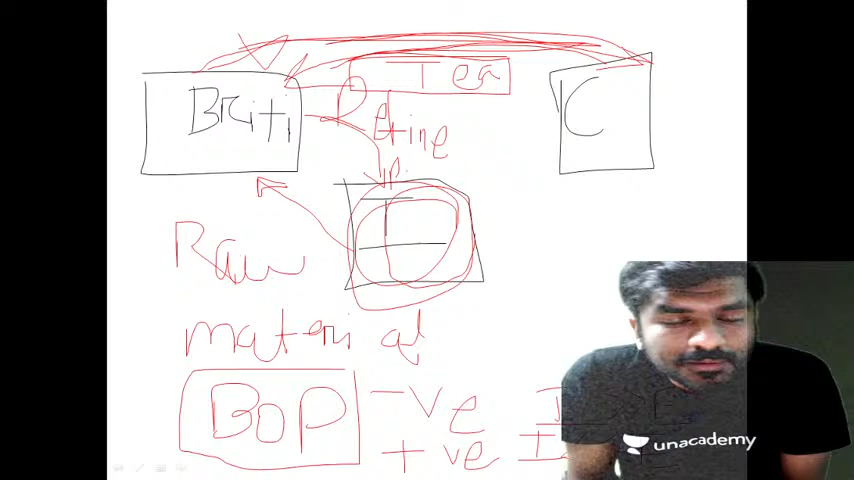 Tea
Briti
C
Refine
P.
I
Raw
material
BOP
-ve I > E
+ve I
unacademy